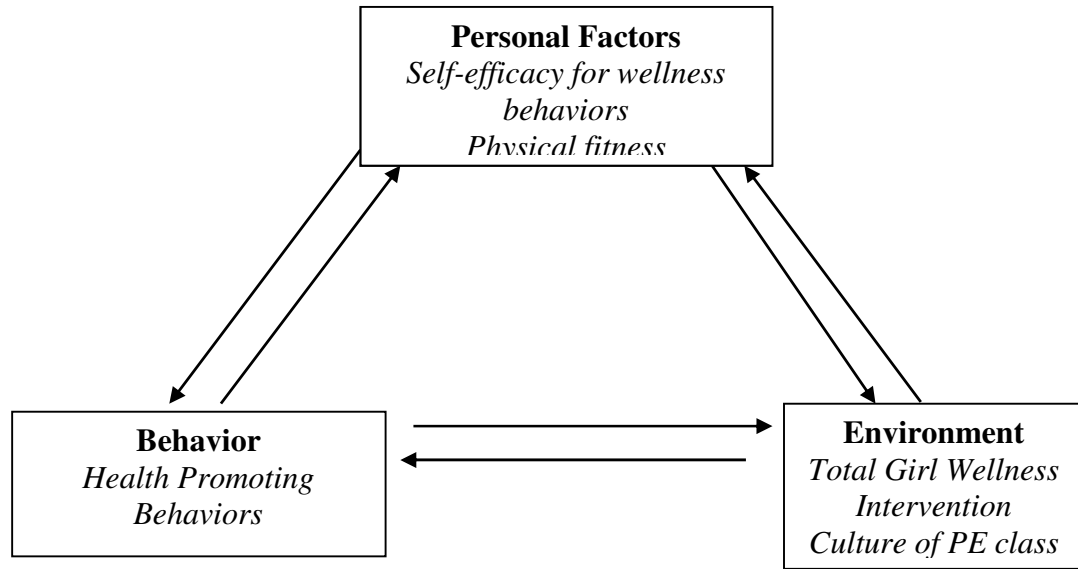 Personal Factors
Self-efficacy for wellness
behaviors
Physical fitness
Behavior
Health Promoting
Behaviors
Environment
Total Girl Wellness
Intervention
Culture of PE class